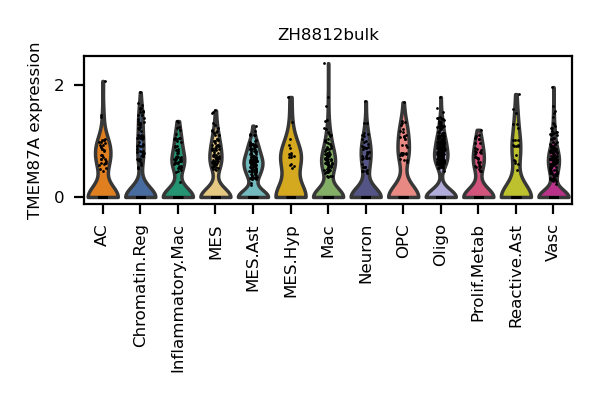 ZH8812bulk
TMEM87A expression
2
0
AC
Chromatin.Reg
Inflammatory.Mac
MES
MES.Ast
MES.Hyp
Mac
Neuron
OPC
Oligo
Prolif.Metab
Reactive.Ast
Vasc